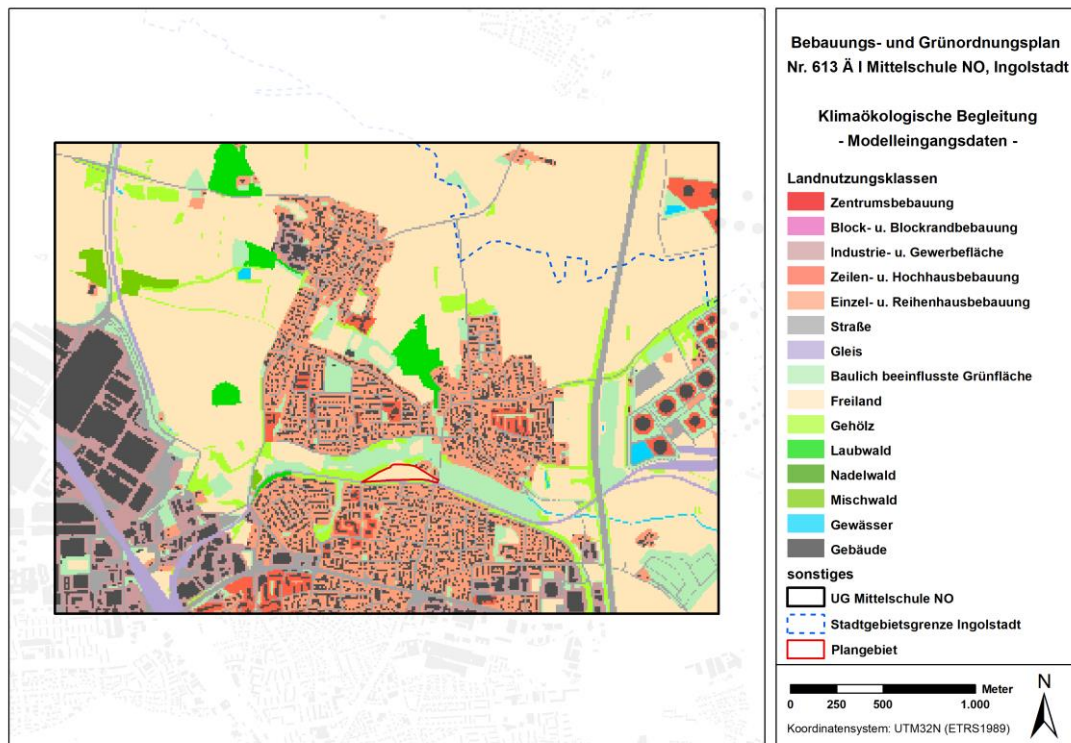 Bebauungs- und Grünordnungsplan
Nr. 613 Ä I Mittelschule NO, Ingolstadt
Klimaökologische Begleitung
- Modelleingangsdaten -
Landnutzungsklassen
Zentrumsbebauung
Block- u. Blockrandbebauung
Industrie- u. Gewerbefläche
Zeilen- u. Hochhausbebauung
Einzel- u. Reihenhausbebauung
Straße
Gleis
Baulich beeinflusste Grünfläche
Freiland
Gehölz
Laubwald
Nadelwald
Mischwald
Gewässer
Gebäude
sonstiges
UG Mittelschule NO
Stadtgebietsgrenze Ingolstadt
Plangebiet
Meter
0 250 500 1.000
N
Koordinatensystem: UTM32N (ETRS1989)